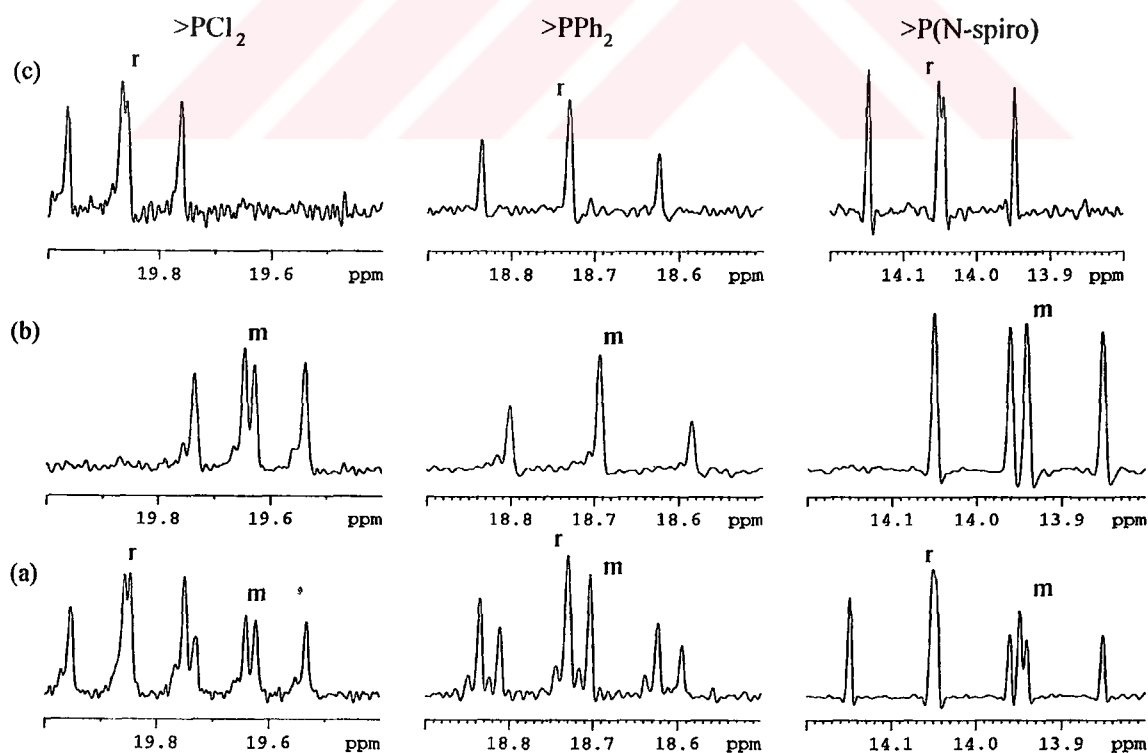 >PCl2 >PPh2 >P(N-spiro)
(c) r r r
19.8 19.6 ppm 18.8 18.7 18.6 ppm 14.1 14.0 13.9 ppm
(b) m m m
19.8 19.6 ppm 18.8 18.7 18.6 ppm 14.1 14.0 13.9 ppm
(a) r m r m r m
19.8 19.6 ppm 18.8 18.7 18.6 ppm 14.1 14.0 13.9 ppm